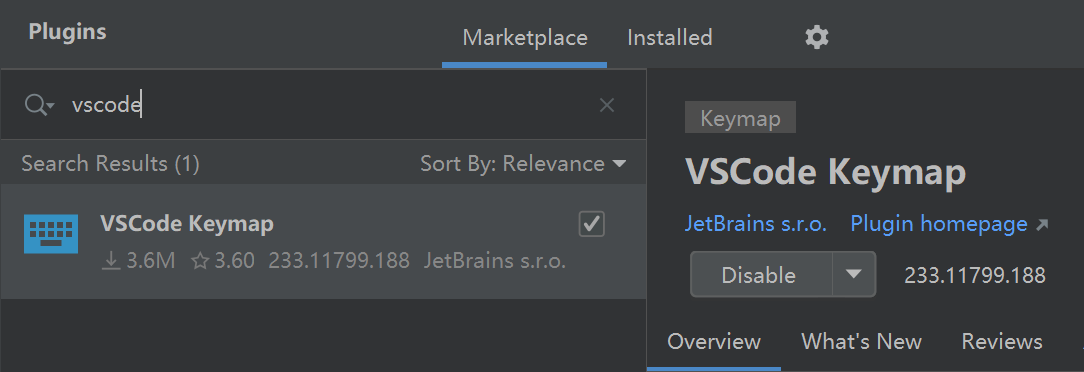 Plugins
Marketplace Installed
vscode
Search Results (1) Sort By: Relevance
VSCode Keymap
3.6M 3.60 233.11799.188 JetBrains s.r.o.
Keymap
VSCode Keymap
JetBrains s.r.o. Plugin homepage
Disable 233.11799.188
Overview What's New Reviews